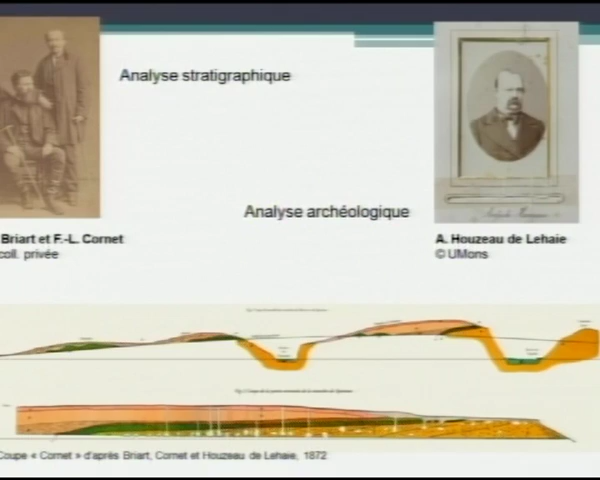 Analyse stratigraphique
Analyse archéologique
Briart et F.-L. Cornet
coll. privée
A. Houzeau de Lehaie
© UMons
Coupe « Cornet » d'après Briart, Cornet et Houzeau de Lehaie, 1872